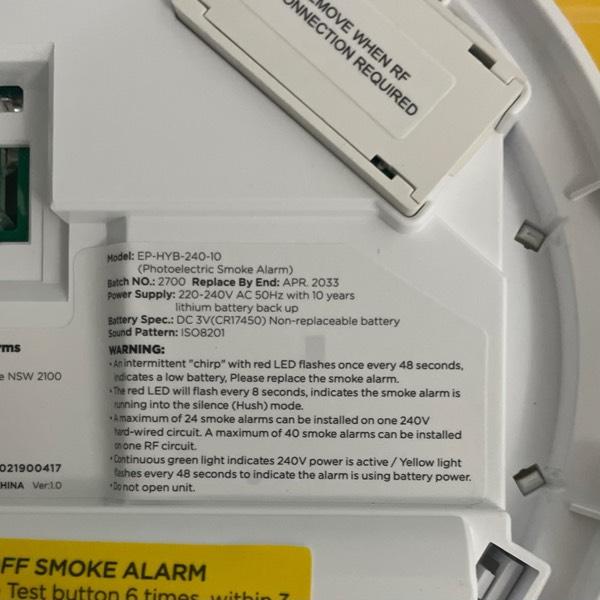 REMOVE WHEN RF
CONNECTION REQUIRED
Model: EP-HYB-240-10
(Photoelectric Smoke Alarm)
Batch NO.: 2700 Replace By End: APR. 2033
Power Supply: 220-240V AC 50Hz with 10 years
lithium battery back up
Battery Spec.: DC 3V(CR17450) Non-replaceable battery
Sound Pattern: ISO8201
WARNING:
•An intermittent "chirp" with red LED flashes once every 48 seconds,
indicates a low battery, Please replace the smoke alarm.
•The red LED will flash every 8 seconds, indicates the smoke alarm is
running into the silence (Hush) mode.
•A maximum of 24 smoke alarms can be installed on one 240V
hard-wired circuit. A maximum of 40 smoke alarms can be installed
on one RF circuit.
•Continuous green light indicates 240V power is active / Yellow light
flashes every 48 seconds to indicate the alarm is using battery power.
•Do not open unit.
NSW 2100
021900417
Ver:1.0
SMOKE ALARM
Test button 6 times, within 7